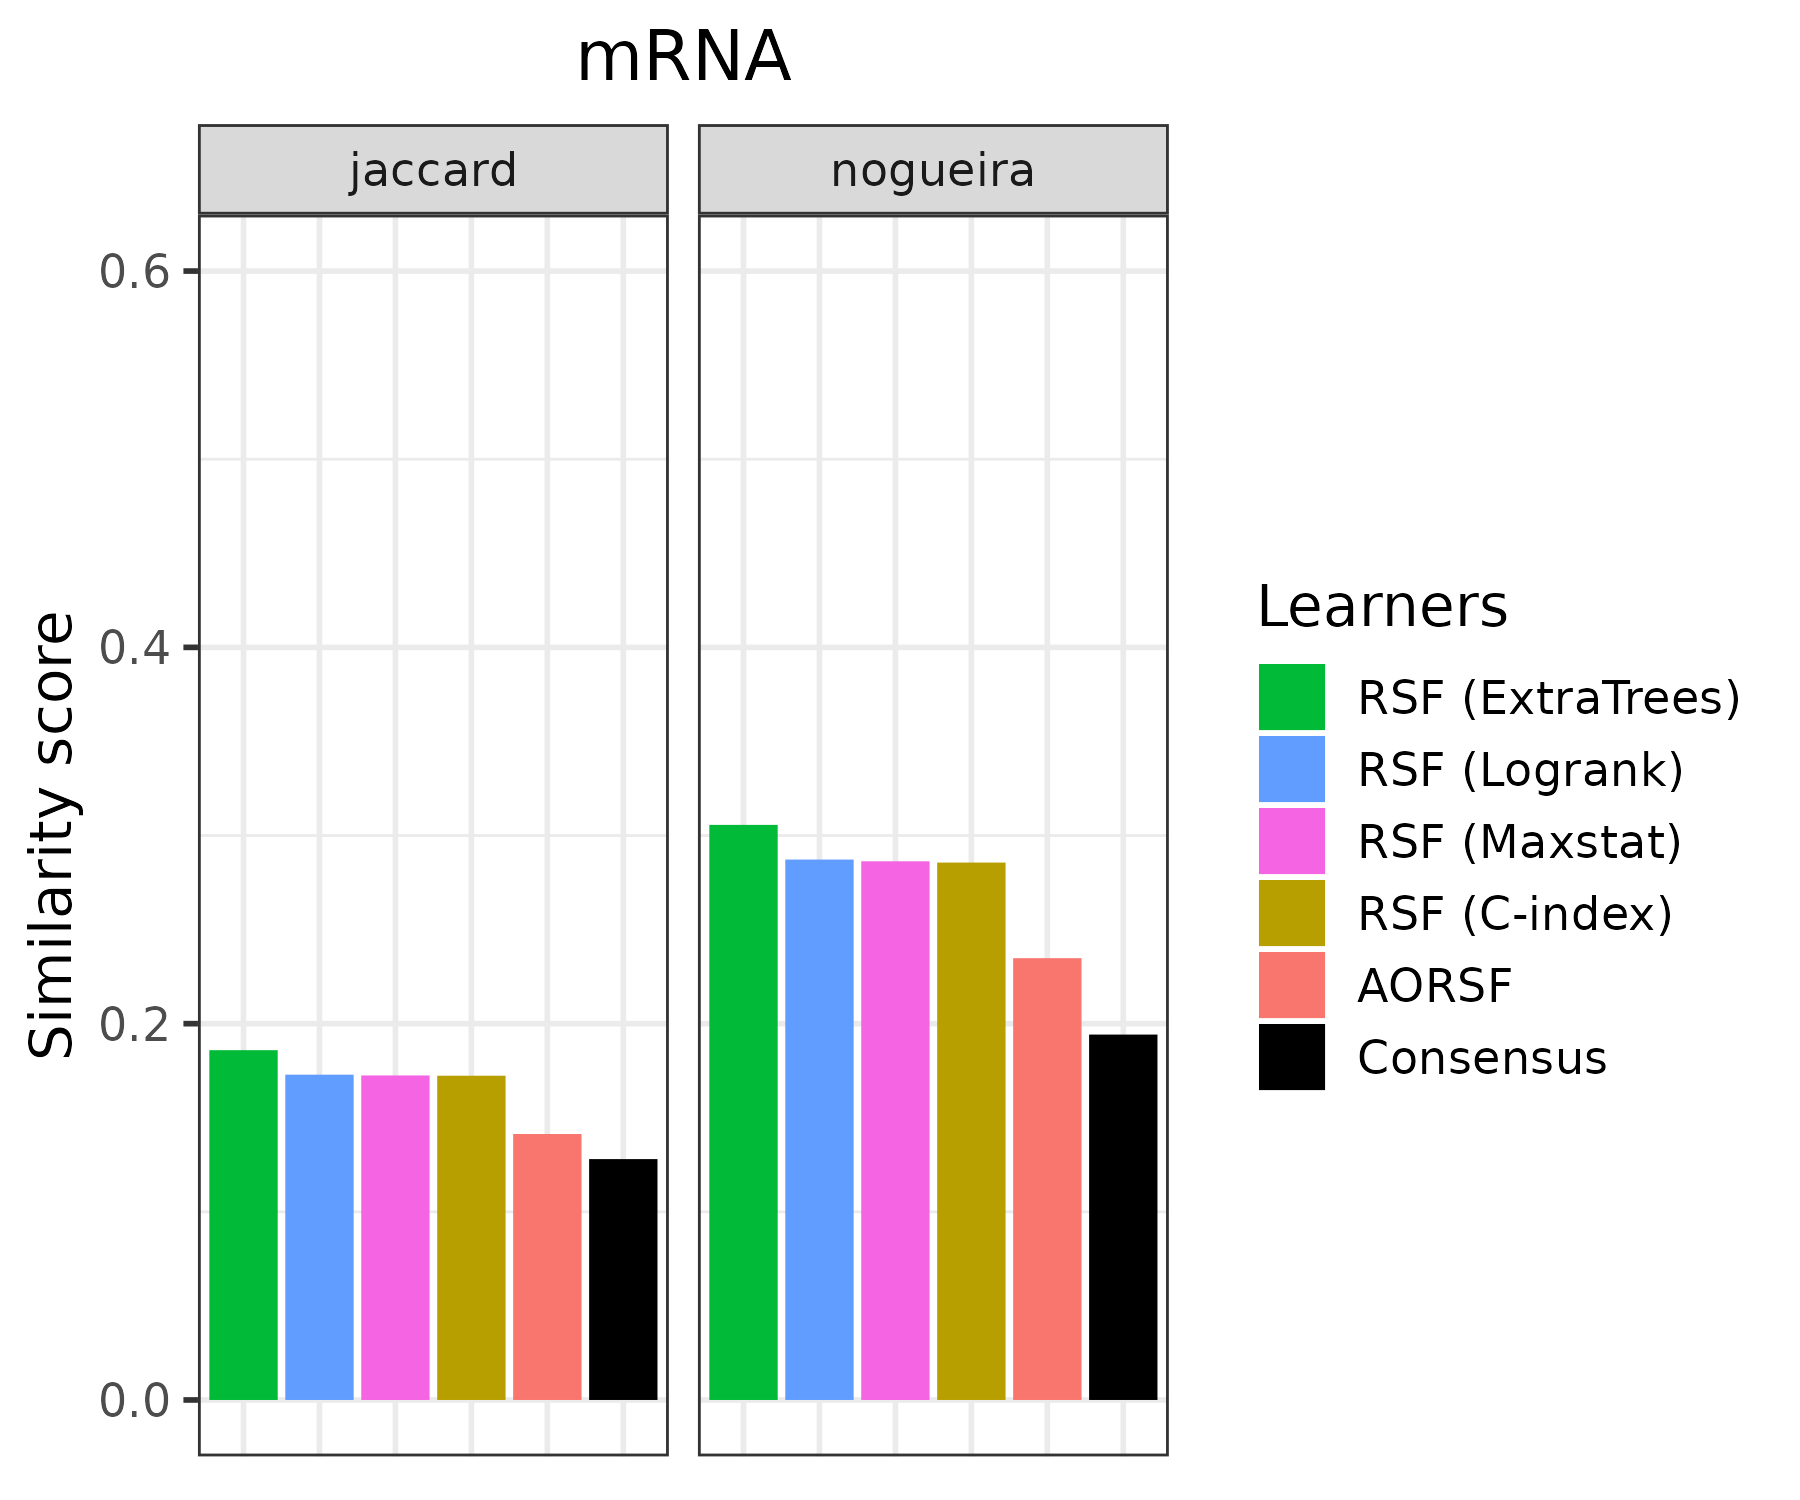 mRNA
jaccard
nogueira
0.6
0.4
0.2
0.0
Similarity score
Learners
RSF (ExtraTrees)
RSF (Logrank)
RSF (Maxstat)
RSF (C-index)
AORSF
Consensus